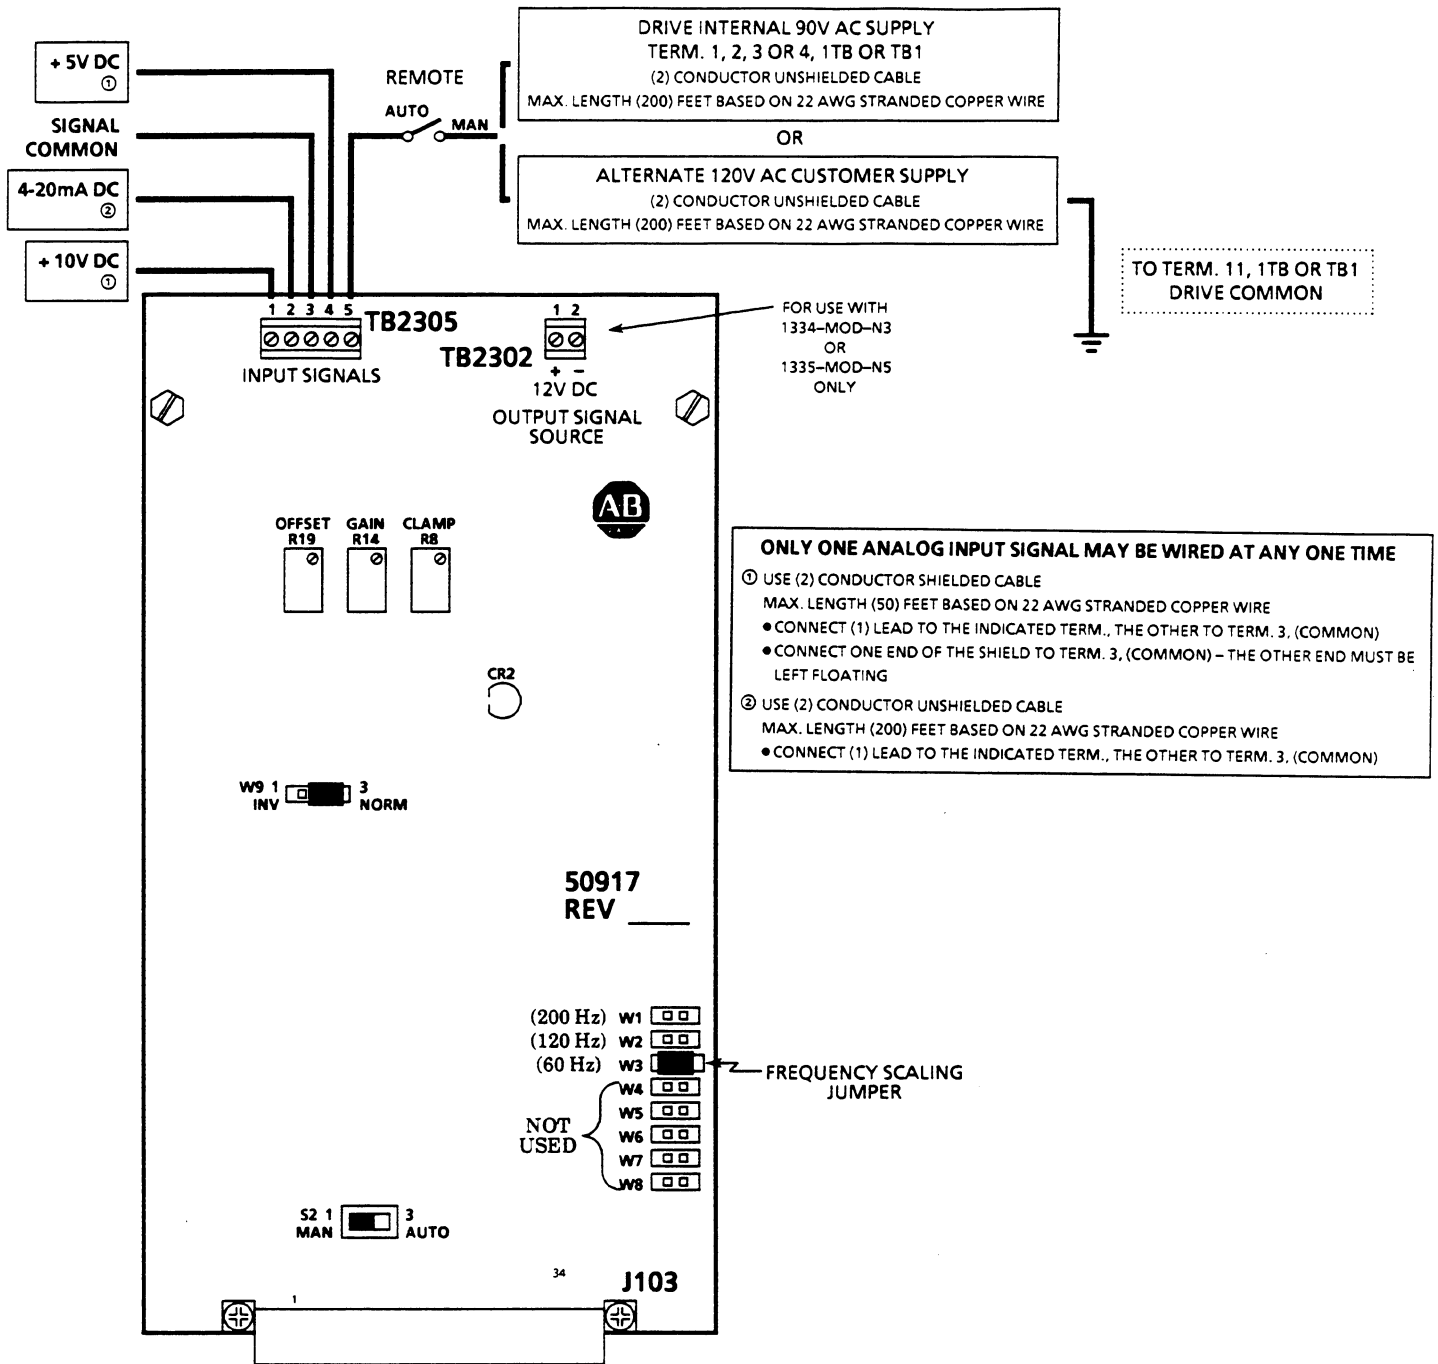 DRIVE INTERNAL 90V AC SUPPLY
TERM. 1, 2, 3 OR 4, 1TB OR TB1
(2) CONDUCTOR UNSHIELDED CABLE
MAX. LENGTH (200) FEET BASED ON 22 AWG STRANDED COPPER WIRE
OR
ALTERNATE 120V AC CUSTOMER SUPPLY
(2) CONDUCTOR UNSHIELDED CABLE
MAX. LENGTH (200) FEET BASED ON 22 AWG STRANDED COPPER WIRE
+ 5V DC
①
SIGNAL
COMMON
4-20mA DC
②
+ 10V DC
①
REMOTE
AUTO
MAN
TO TERM. 11, 1TB OR TB1
DRIVE COMMON
1 2 3 4 5
TB2305
INPUT SIGNALS
1 2
TB2302
+ –
12V DC
OUTPUT SIGNAL
SOURCE
FOR USE WITH
1334–MOD–N3
OR
1335–MOD–N5
ONLY
AB
OFFSET
R19
GAIN
R14
CLAMP
R8
ONLY ONE ANALOG INPUT SIGNAL MAY BE WIRED AT ANY ONE TIME
① USE (2) CONDUCTOR SHIELDED CABLE
MAX. LENGTH (50) FEET BASED ON 22 AWG STRANDED COPPER WIRE
● CONNECT (1) LEAD TO THE INDICATED TERM., THE OTHER TO TERM. 3, (COMMON)
● CONNECT ONE END OF THE SHIELD TO TERM. 3, (COMMON) – THE OTHER END MUST BE
LEFT FLOATING
② USE (2) CONDUCTOR UNSHIELDED CABLE
MAX. LENGTH (200) FEET BASED ON 22 AWG STRANDED COPPER WIRE
● CONNECT (1) LEAD TO THE INDICATED TERM., THE OTHER TO TERM. 3, (COMMON)
CR2
W9 1
INV
3
NORM
50917
REV
(200 Hz) W1
(120 Hz) W2
(60 Hz) W3
FREQUENCY SCALING
JUMPER
W4
W5
W6
W7
W8
NOT
USED
S2 1
MAN
3
AUTO
34
J103
1